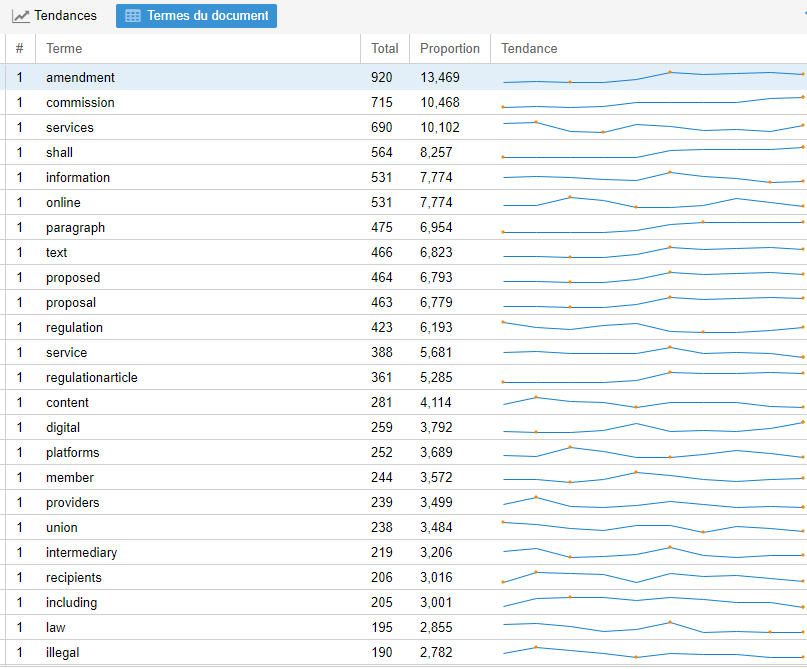 Tendances Termes du document
# Terme Total Proportion Tendance
1 amendment 920 13,469
1 commission 715 10,468
1 services 690 10,102
1 shall 564 8,257
1 information 531 7,774
1 online 531 7,774
1 paragraph 475 6,954
1 text 466 6,823
1 proposed 464 6,793
1 proposal 463 6,779
1 regulation 423 6,193
1 service 388 5,681
1 regulationarticle 361 5,285
1 content 281 4,114
1 digital 259 3,792
1 platforms 252 3,689
1 member 244 3,572
1 providers 239 3,499
1 union 238 3,484
1 intermediary 219 3,206
1 recipients 206 3,016
1 including 205 3,001
1 law 195 2,855
1 illegal 190 2,782